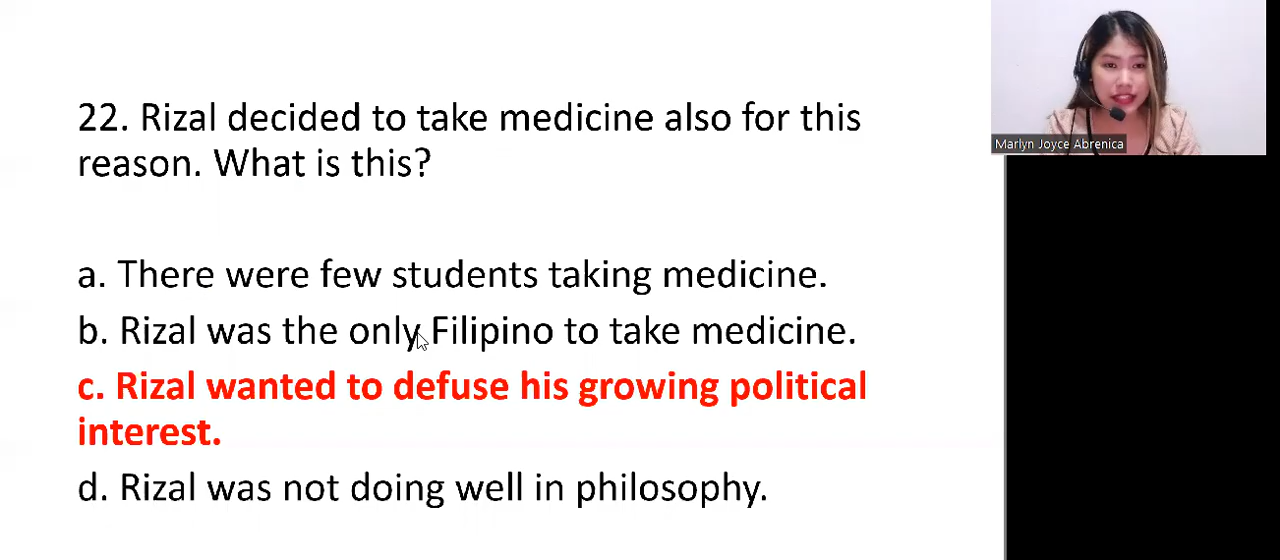 22. Rizal decided to take medicine also for this
reason. What is this?
a. There were few students taking medicine.
b. Rizal was the only Filipino to take medicine.
c. Rizal wanted to defuse his growing political
interest.
d. Rizal was not doing well in philosophy.
Marlyn Joyce Abrenica